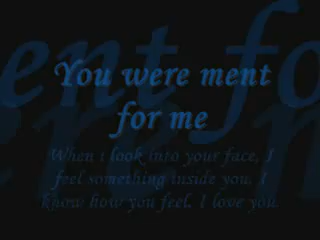 You were ment
for me
When i look into your face, I
feel something inside you. I
know how you feel. I love you